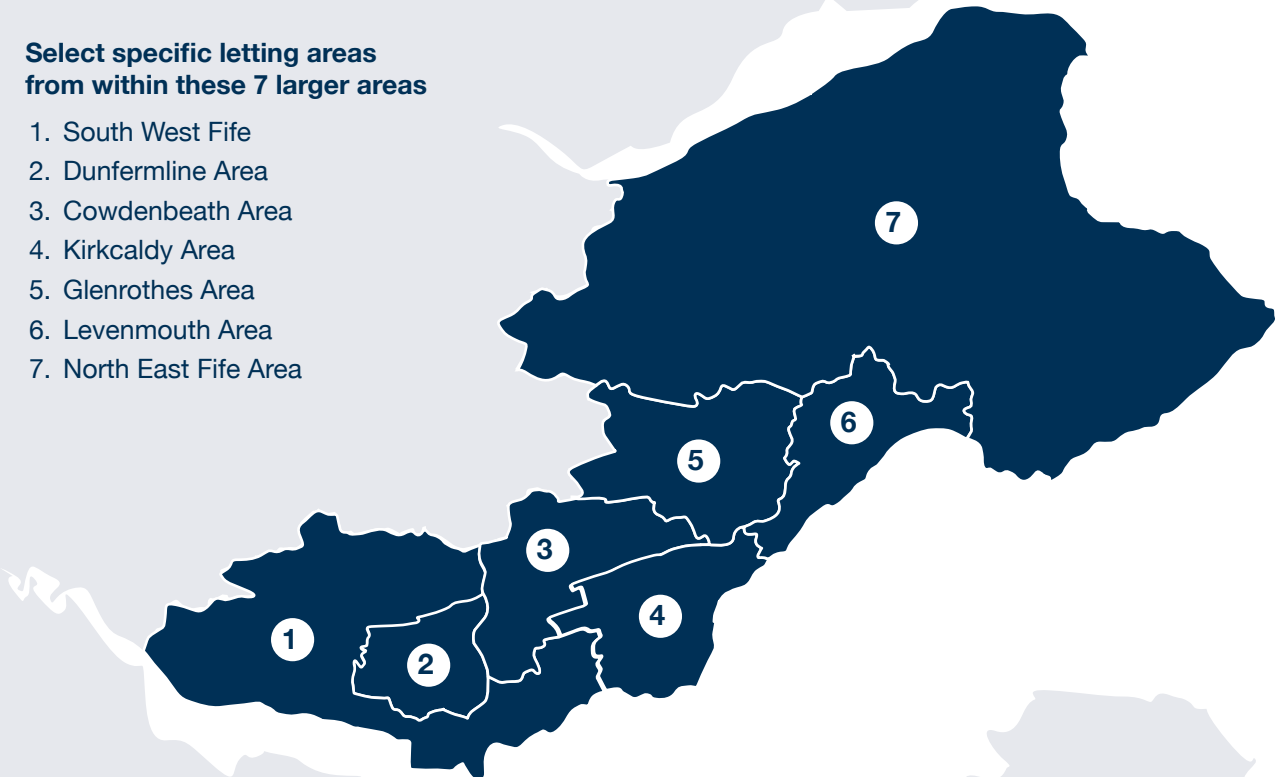 Select specific letting areas
from within these 7 larger areas
1. South West Fife
2. Dunfermline Area
3. Cowdenbeath Area
4. Kirkcaldy Area
5. Glenrothes Area
6. Levenmouth Area
7. North East Fife Area
7
6
5
3
4
1
2